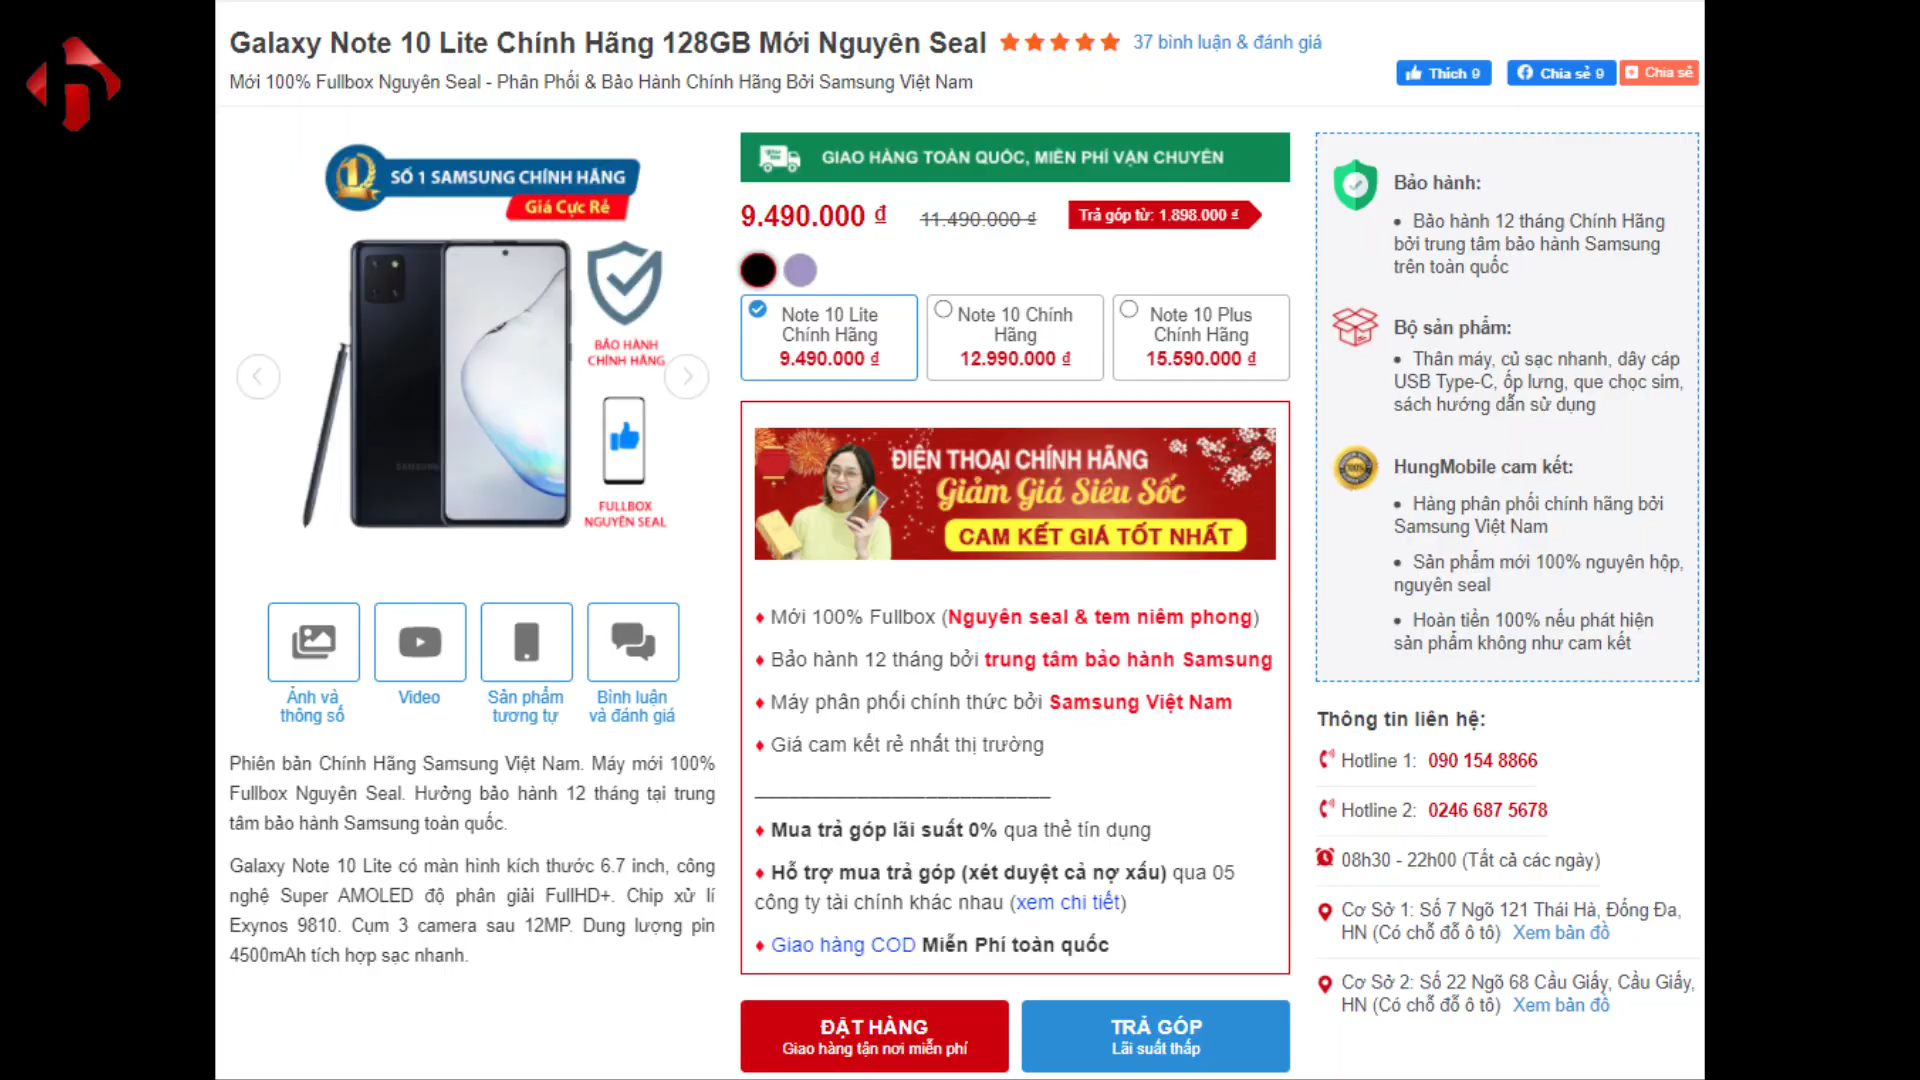 Galaxy Note 10 Lite Chính Hãng 128GB Mới Nguyên Seal
37 bình luận & đánh giá
Mới 100% Fullbox Nguyên Seal - Phân Phối & Bảo Hành Chính Hãng Bởi Samsung Việt Nam
Thích 9
Chia sẻ 9
Chia sẻ
SỐ 1 SAMSUNG CHÍNH HÃNG
Giá Cực Rẻ
BẢO HÀNH
CHÍNH HÃNG
FULLBOX
NGUYÊN SEAL
SAMSUNG
Ảnh và
thông số
Video
Sản phẩm
tương tự
Bình luận
và đánh giá
Phiên bản Chính Hãng Samsung Việt Nam. Máy mới 100%
Fullbox Nguyên Seal. Hưởng bảo hành 12 tháng tại trung
tâm bảo hành Samsung toàn quốc.
Galaxy Note 10 Lite có màn hình kích thước 6.7 inch, công
nghệ Super AMOLED độ phân giải FullHD+. Chip xử lí
Exynos 9810. Cụm 3 camera sau 12MP. Dung lượng pin
4500mAh tích hợp sạc nhanh.
GIAO HÀNG TOÀN QUỐC, MIỄN PHÍ VẬN CHUYỂN
9.490.000 ₫
11.490.000 ₫
Trả góp từ: 1.898.000 ₫
Note 10 Lite
Chính Hãng
9.490.000 ₫
Note 10 Chính
Hãng
12.990.000 ₫
Note 10 Plus
Chính Hãng
15.590.000 ₫
ĐIỆN THOẠI CHÍNH HÃNG
Giảm Giá Siêu Sốc
CAM KẾT GIÁ TỐT NHẤT
♦ Mới 100% Fullbox (Nguyên seal & tem niêm phong)
♦ Bảo hành 12 tháng bởi trung tâm bảo hành Samsung
♦ Máy phân phối chính thức bởi Samsung Việt Nam
♦ Giá cam kết rẻ nhất thị trường
♦ Mua trả góp lãi suất 0% qua thẻ tín dụng
♦ Hỗ trợ mua trả góp (xét duyệt cả nợ xấu) qua 05
công ty tài chính khác nhau (xem chi tiết)
♦ Giao hàng COD Miễn Phí toàn quốc
ĐẶT HÀNG
Giao hàng tận nơi miễn phí
TRẢ GÓP
Lãi suất thấp
Bảo hành:
• Bảo hành 12 tháng Chính Hãng
bởi trung tâm bảo hành Samsung
trên toàn quốc
Bộ sản phẩm:
• Thân máy, củ sạc nhanh, dây cáp
USB Type-C, ốp lưng, que chọc sim,
sách hướng dẫn sử dụng
100%
HungMobile cam kết:
• Hàng phân phối chính hãng bởi
Samsung Việt Nam
• Sản phẩm mới 100% nguyên hộp,
nguyên seal
• Hoàn tiền 100% nếu phát hiện
sản phẩm không như cam kết
Thông tin liên hệ:
Hotline 1: 090 154 8866
Hotline 2: 0246 687 5678
08h30 - 22h00 (Tất cả các ngày)
Cơ Sở 1: Số 7 Ngõ 121 Thái Hà, Đống Đa,
HN (Có chỗ đỗ ô tô) Xem bản đồ
Cơ Sở 2: Số 22 Ngõ 68 Cầu Giấy, Cầu Giấy,
HN (Có chỗ đỗ ô tô) Xem bản đồ